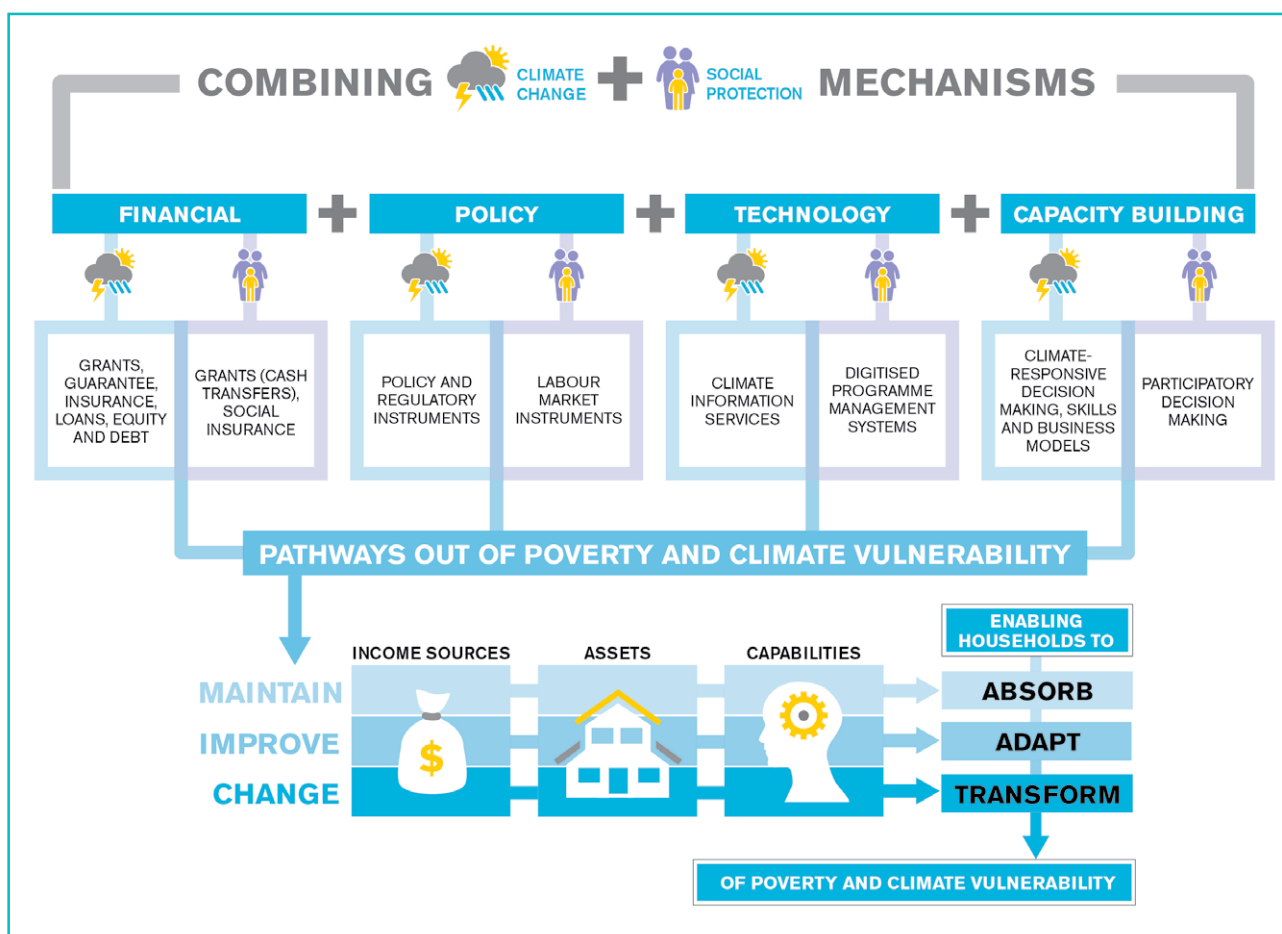 COMBINING CLIMATE CHANGE + SOCIAL PROTECTION MECHANISMS
FINANCIAL + POLICY + TECHNOLOGY + CAPACITY BUILDING
GRANTS,
GUARANTEE,
INSURANCE,
LOANS, EQUITY
AND DEBT
GRANTS (CASH
TRANSFERS),
SOCIAL
INSURANCE
POLICY AND
REGULATORY
INSTRUMENTS
LABOUR
MARKET
INSTRUMENTS
CLIMATE
INFORMATION
SERVICES
DIGITISED
PROGRAMME
MANAGEMENT
SYSTEMS
CLIMATE-
RESPONSIVE
DECISION
MAKING, SKILLS
AND BUSINESS
MODELS
PARTICIPATORY
DECISION
MAKING
PATHWAYS OUT OF POVERTY AND CLIMATE VULNERABILITY
INCOME SOURCES
ASSETS
CAPABILITIES
ENABLING
HOUSEHOLDS TO
MAINTAIN
$
ABSORB
IMPROVE
ADAPT
CHANGE
TRANSFORM
OF POVERTY AND CLIMATE VULNERABILITY